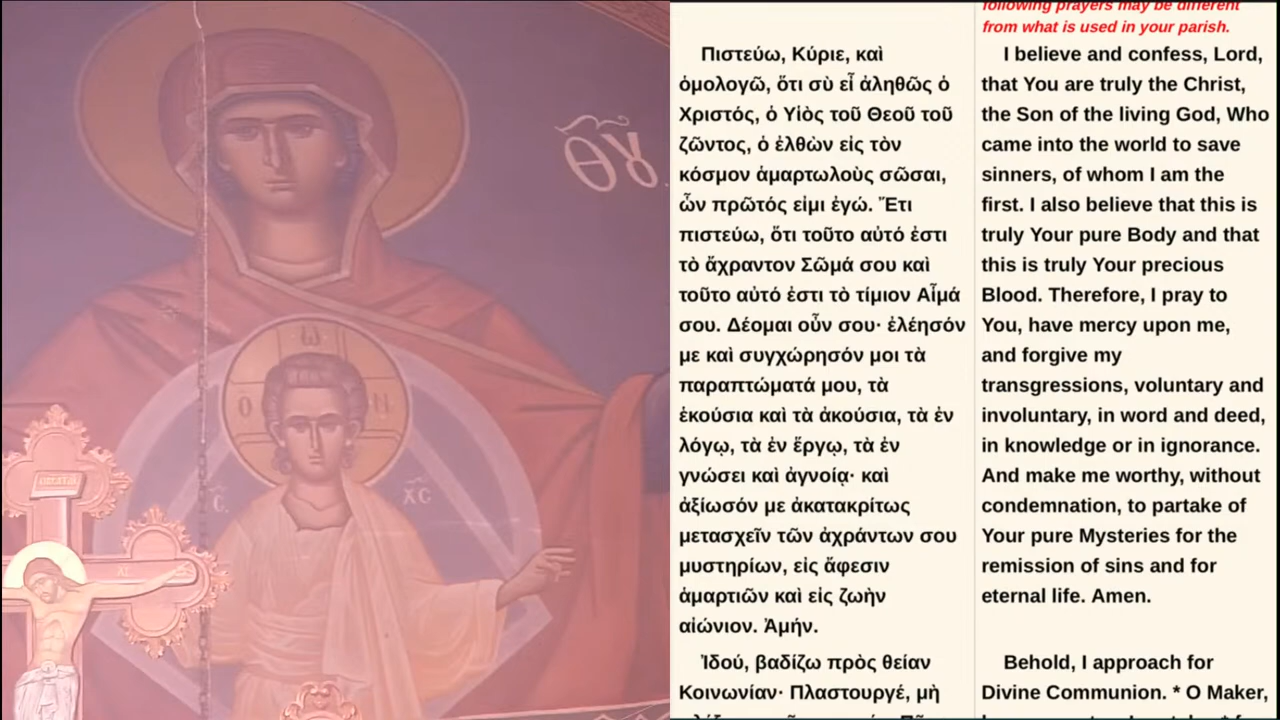 Θ͂Ȣ
Ὁ Ὤ Ν
ΧϹ
following prayers may be different
from what is used in your parish.
Πιστεύω, Κύριε, καὶ
ὁμολογῶ, ὅτι σὺ εἶ ἀληθῶς ὁ
Χριστός, ὁ Υἱὸς τοῦ Θεοῦ τοῦ
ζῶντος, ὁ ἐλθὼν εἰς τὸν
κόσμον ἁμαρτωλοὺς σῶσαι,
ὧν πρῶτός εἰμι ἐγώ. Ἔτι
πιστεύω, ὅτι τοῦτο αὐτό ἐστι
τὸ ἄχραντον Σῶμά σου καὶ
τοῦτο αὐτό ἐστι τὸ τίμιον Αἷμά
σου. Δέομαι οὖν σου· ἐλέησόν
με καὶ συγχώρησόν μοι τὰ
παραπτώματά μου, τὰ
ἑκούσια καὶ τὰ ἀκούσια, τὰ ἐν
λόγῳ, τὰ ἐν ἔργῳ, τὰ ἐν
γνώσει καὶ ἀγνοίᾳ· καὶ
ἀξίωσόν με ἀκατακρίτως
μετασχεῖν τῶν ἀχράντων σου
μυστηρίων, εἰς ἄφεσιν
ἁμαρτιῶν καὶ εἰς ζωὴν
αἰώνιον. Ἀμήν.
Ἰδού, βαδίζω πρὸς θείαν
Κοινωνίαν· Πλαστουργέ, μὴ
I believe and confess, Lord,
that You are truly the Christ,
the Son of the living God, Who
came into the world to save
sinners, of whom I am the
first. I also believe that this is
truly Your pure Body and that
this is truly Your precious
Blood. Therefore, I pray to
You, have mercy upon me,
and forgive my
transgressions, voluntary and
involuntary, in word and deed,
in knowledge or in ignorance.
And make me worthy, without
condemnation, to partake of
Your pure Mysteries for the
remission of sins and for
eternal life. Amen.
Behold, I approach for
Divine Communion. * O Maker,